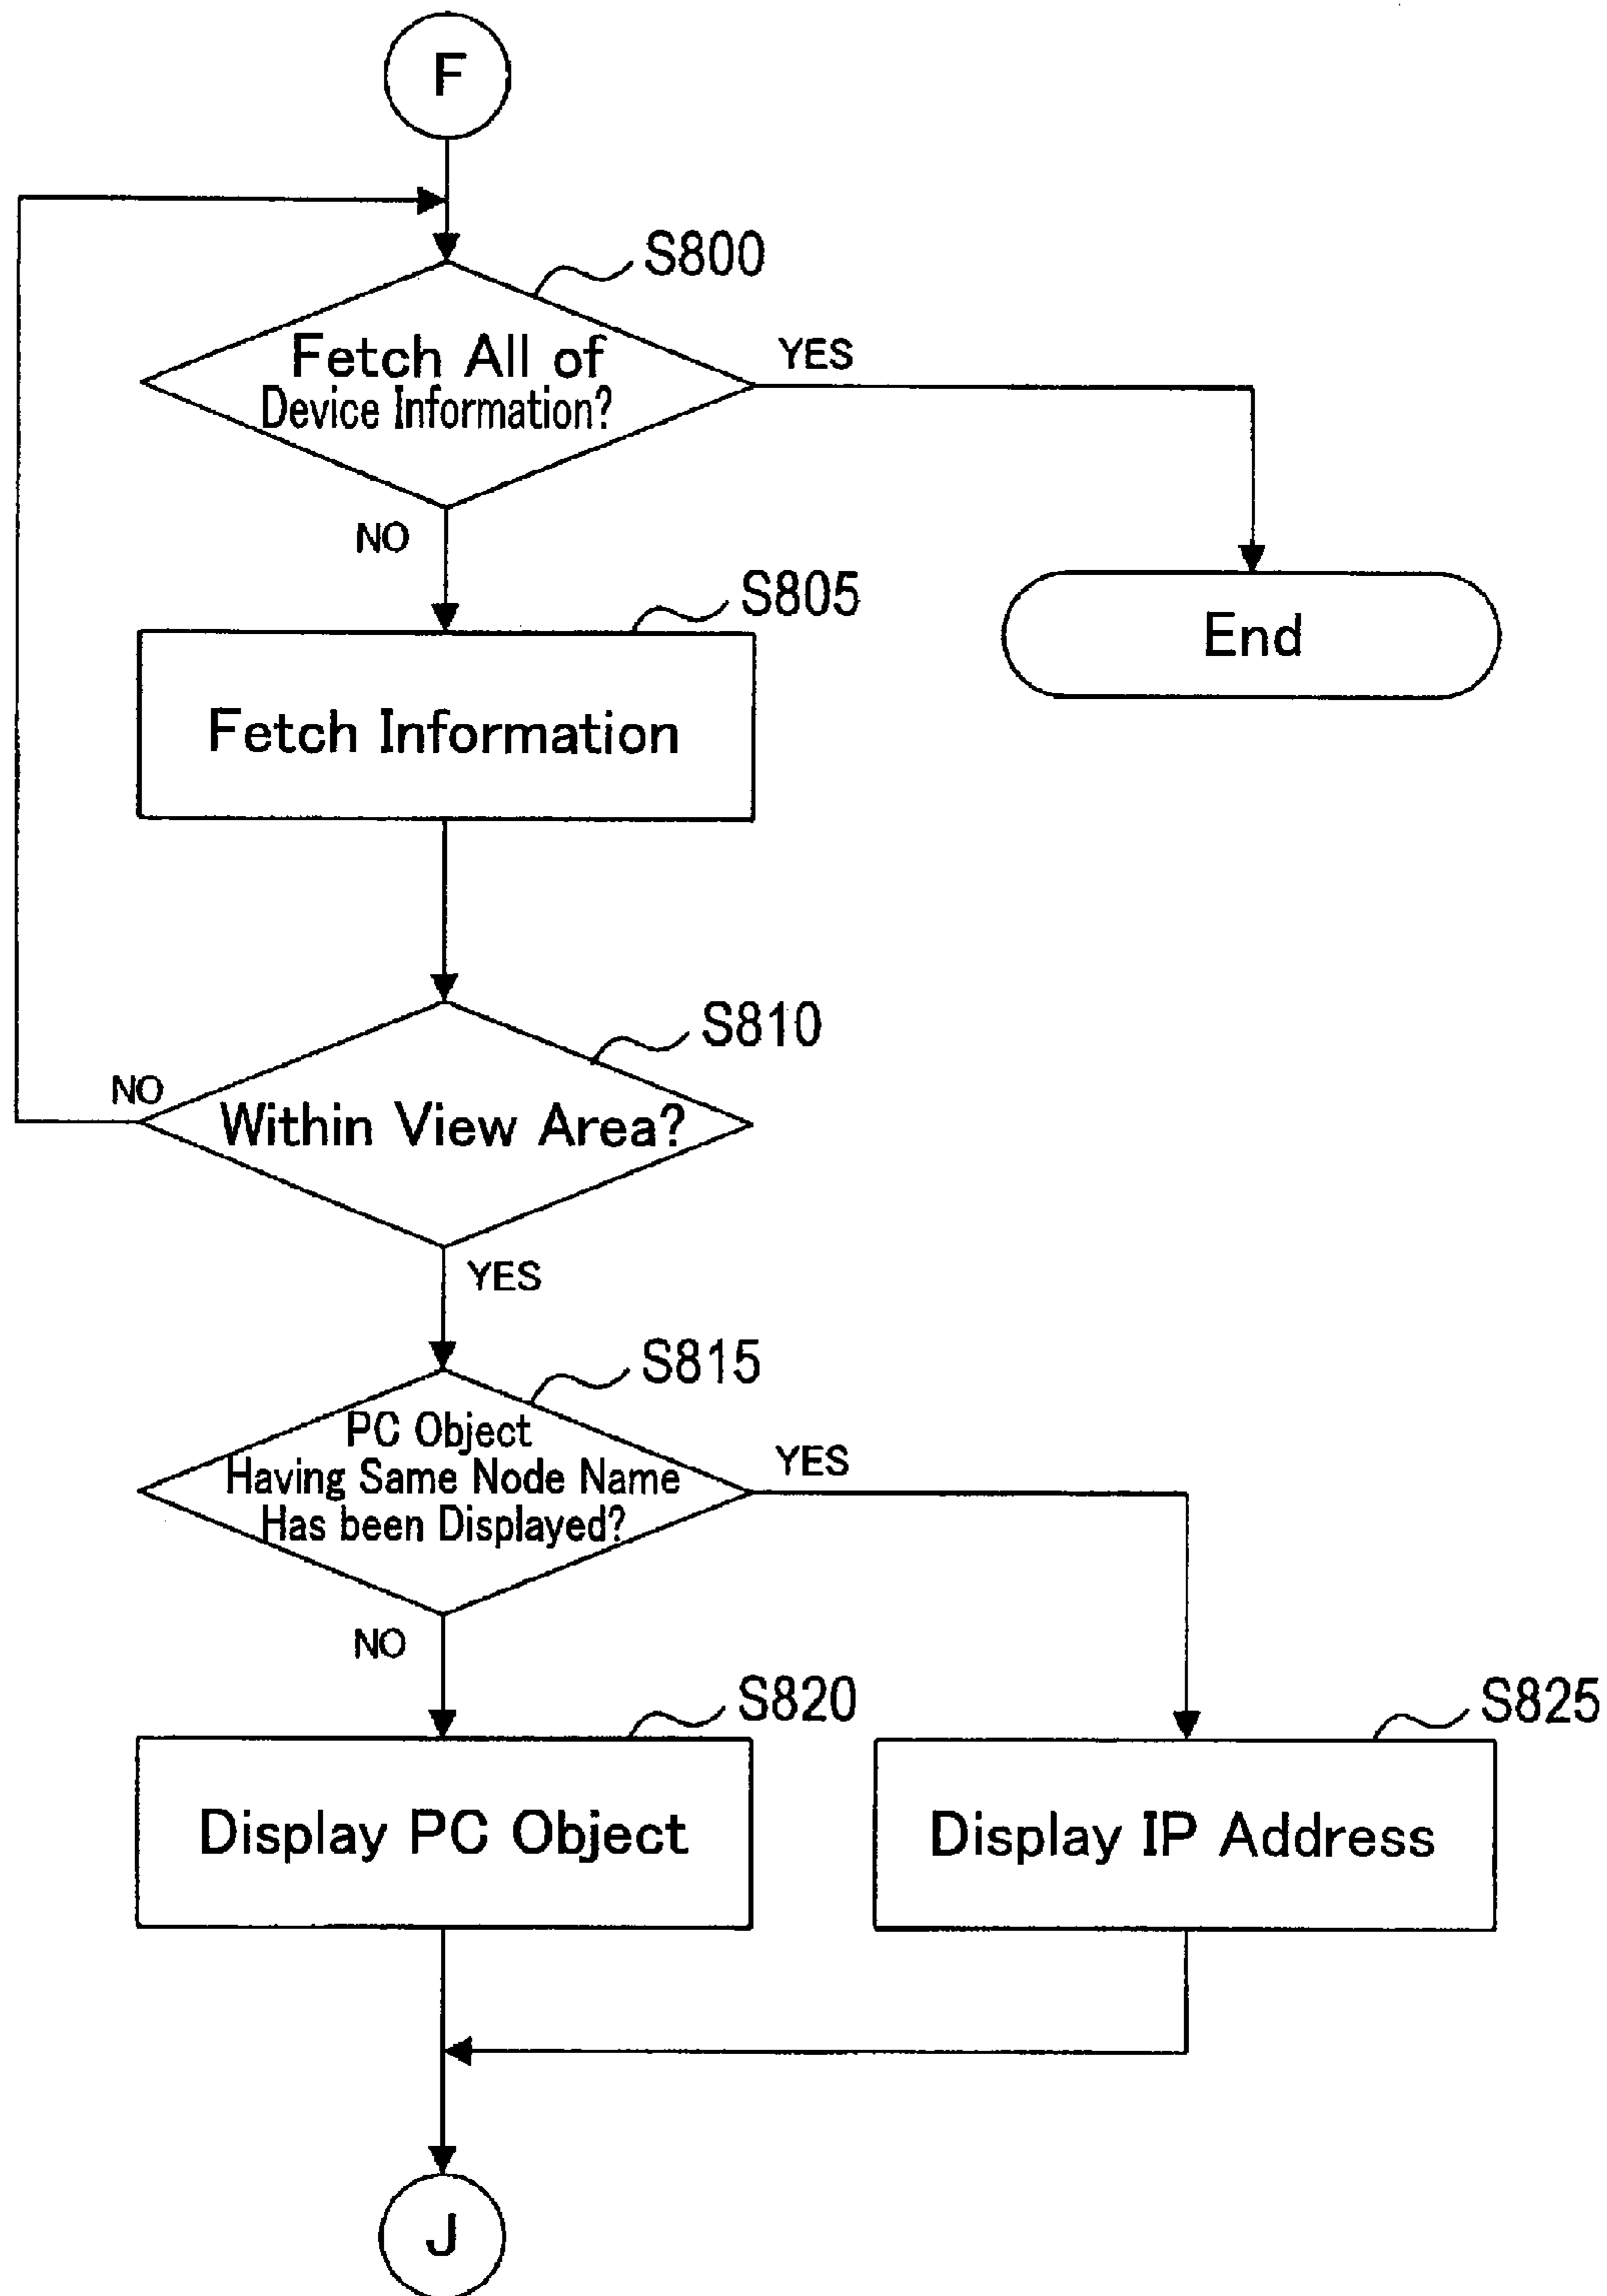 F
S800
Fetch All of
Device Information?
YES
NO
S805
Fetch Information
End
S810
NO
Within View Area?
YES
S815
PC Object
Having Same Node Name
Has been Displayed?
YES
NO
S820
S825
Display PC Object
Display IP Address
J